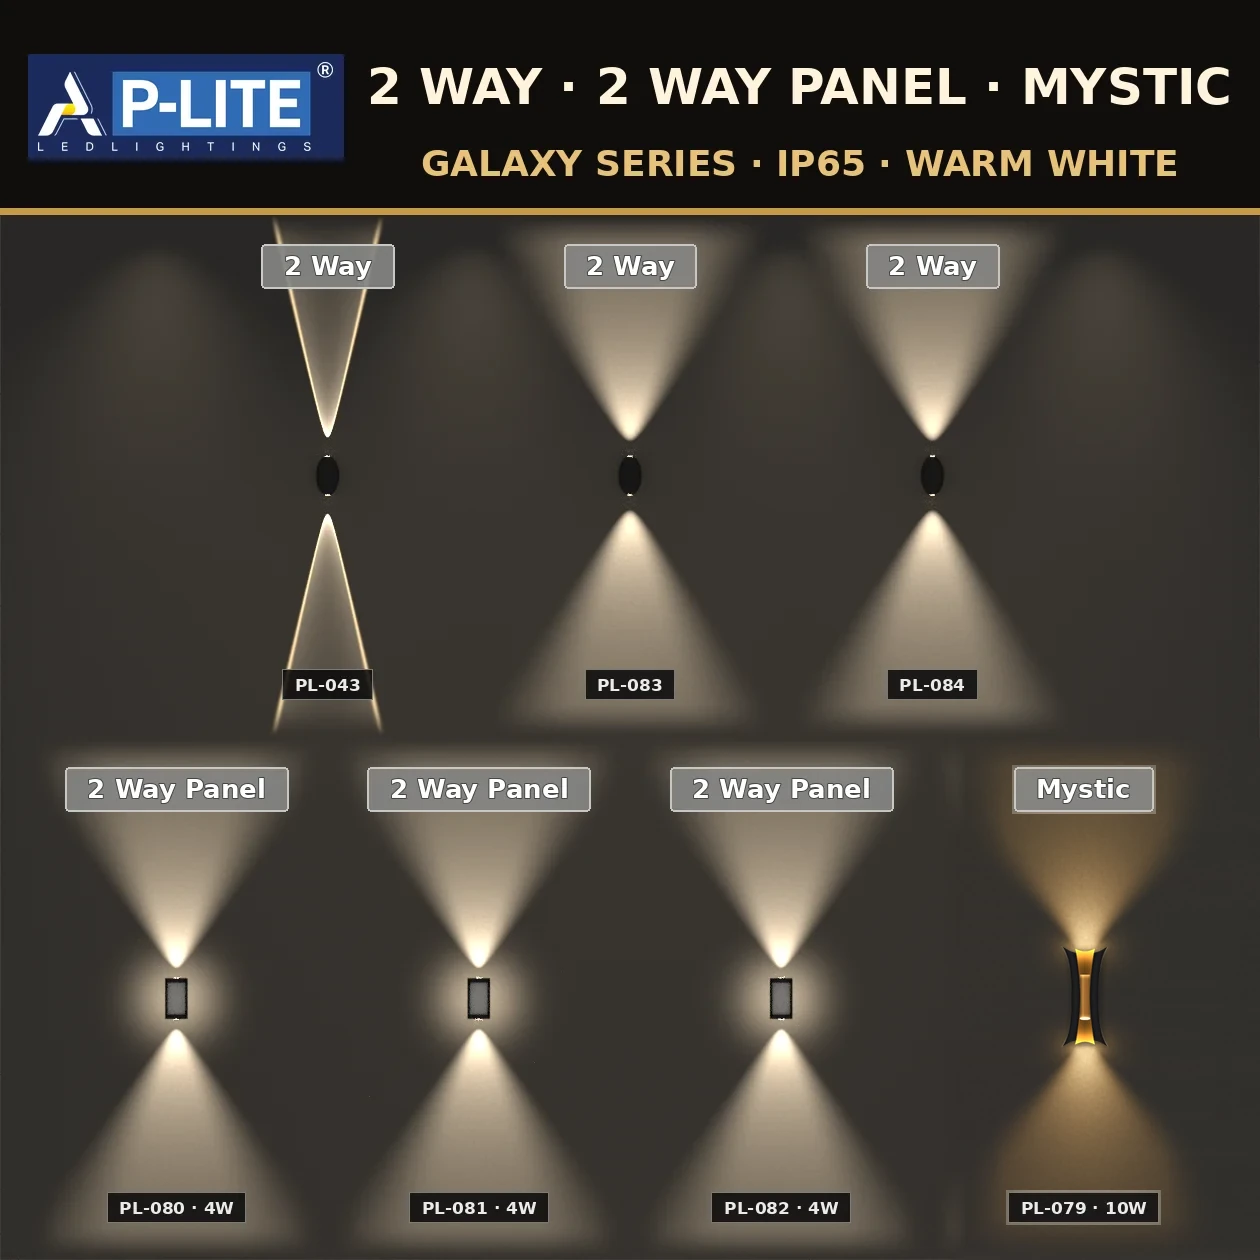 AP-LITE®
LEDLIGHTINGS
2 WAY · 2 WAY PANEL · MYSTIC
GALAXY SERIES · IP65 · WARM WHITE
2 Way
2 Way
2 Way
PL-043
PL-083
PL-084
2 Way Panel
2 Way Panel
2 Way Panel
Mystic
PL-080 · 4W
PL-081 · 4W
PL-082 · 4W
PL-079 · 10W